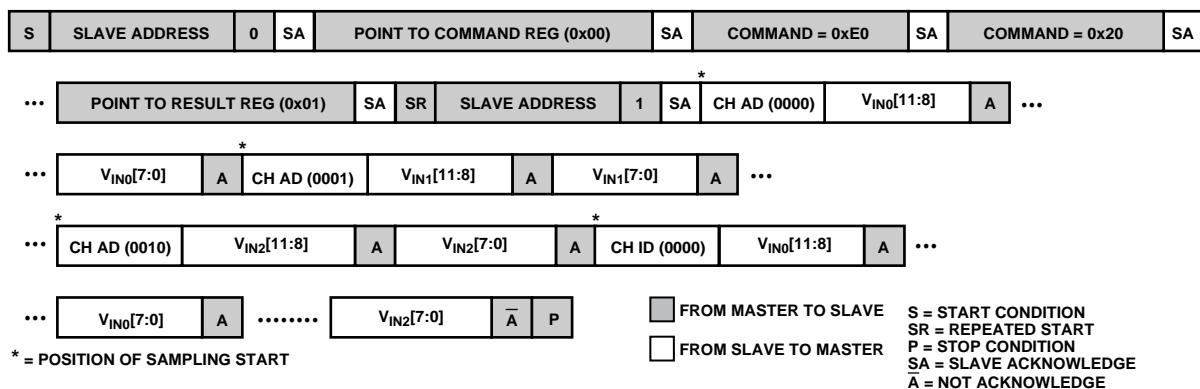 S SLAVE ADDRESS 0 SA POINT TO COMMAND REG (0x00) SA COMMAND = 0xE0 SA COMMAND = 0x20 SA
••• POINT TO RESULT REG (0x01) SA SR SLAVE ADDRESS 1 SA * CH AD (0000) VIN0[11:8] A •••
••• VIN0[7:0] A * CH AD (0001) VIN1[11:8] A VIN1[7:0] A •••
••• * CH AD (0010) VIN2[11:8] A VIN2[7:0] A * CH ID (0000) VIN0[11:8] A •••
••• VIN0[7:0] A •••••••• VIN2[7:0] A̅ P
* = POSITION OF SAMPLING START
FROM MASTER TO SLAVE
FROM SLAVE TO MASTER
S = START CONDITION
SR = REPEATED START
P = STOP CONDITION
SA = SLAVE ACKNOWLEDGE
A̅ = NOT ACKNOWLEDGE